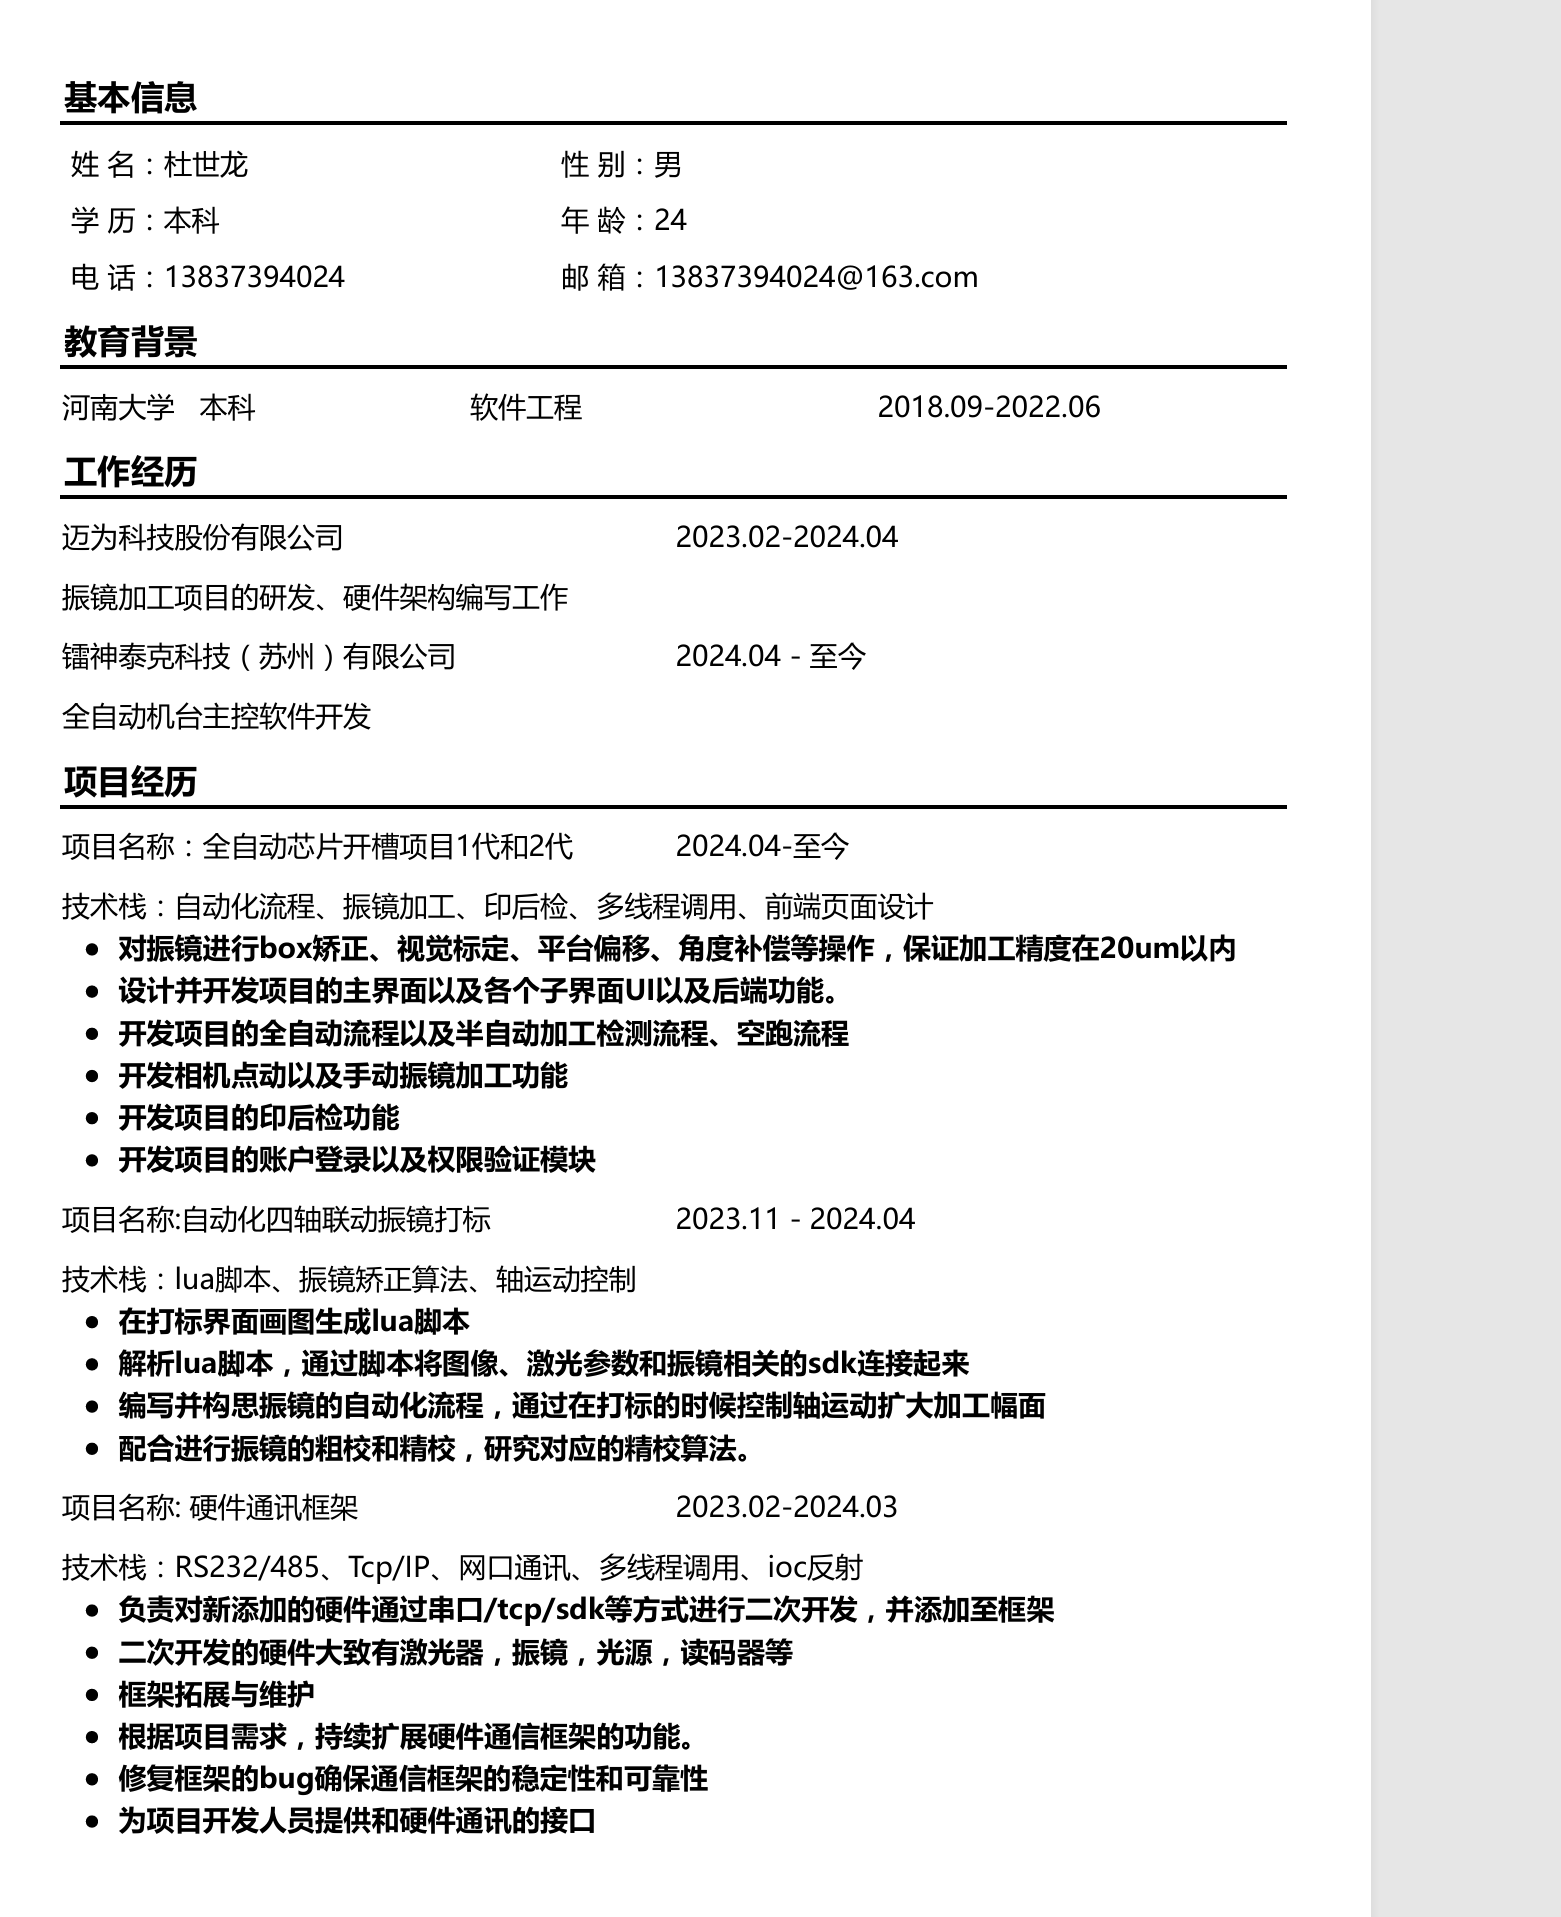 基本信息
姓 名：杜世龙 性 别：男
学 历：本科 年 龄：24
电 话：13837394024 邮 箱：13837394024@163.com
教育背景
河南大学 本科 软件工程 2018.09-2022.06
工作经历
迈为科技股份有限公司 2023.02-2024.04
振镜加工项目的研发、硬件架构编写工作
镭神泰克科技（苏州）有限公司 2024.04 - 至今
全自动机台主控软件开发
项目经历
项目名称：全自动芯片开槽项目1代和2代 2024.04-至今
技术栈：自动化流程、振镜加工、印后检、多线程调用、前端页面设计
● 对振镜进行box矫正、视觉标定、平台偏移、角度补偿等操作，保证加工精度在20um以内
● 设计并开发项目的主界面以及各个子界面UI以及后端功能。
● 开发项目的全自动流程以及半自动加工检测流程、空跑流程
● 开发相机点动以及手动振镜加工功能
● 开发项目的印后检功能
● 开发项目的账户登录以及权限验证模块
项目名称:自动化四轴联动振镜打标 2023.11 - 2024.04
技术栈：lua脚本、振镜矫正算法、轴运动控制
● 在打标界面画图生成lua脚本
● 解析lua脚本，通过脚本将图像、激光参数和振镜相关的sdk连接起来
● 编写并构思振镜的自动化流程，通过在打标的时候控制轴运动扩大加工幅面
● 配合进行振镜的粗校和精校，研究对应的精校算法。
项目名称: 硬件通讯框架 2023.02-2024.03
技术栈：RS232/485、Tcp/IP、网口通讯、多线程调用、ioc反射
● 负责对新添加的硬件通过串口/tcp/sdk等方式进行二次开发，并添加至框架
● 二次开发的硬件大致有激光器，振镜，光源，读码器等
● 框架拓展与维护
● 根据项目需求，持续扩展硬件通信框架的功能。
● 修复框架的bug确保通信框架的稳定性和可靠性
● 为项目开发人员提供和硬件通讯的接口